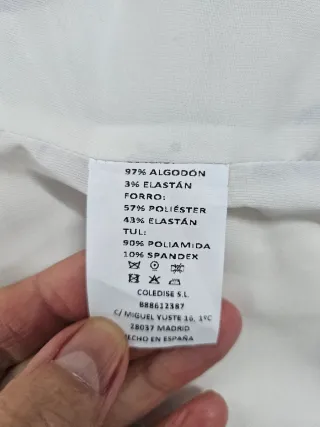 97% ALGODÓN
3% ELASTÁN
FORRO:
57% POLIÉSTER
43% ELASTÁN
TUL:
90% POLIAMIDA
10% SPANDEX
COLEDISE S.L.
B88612387
C/ MIGUEL YUSTE 16, 1ºC
28037 MADRID
HECHO EN ESPAÑA